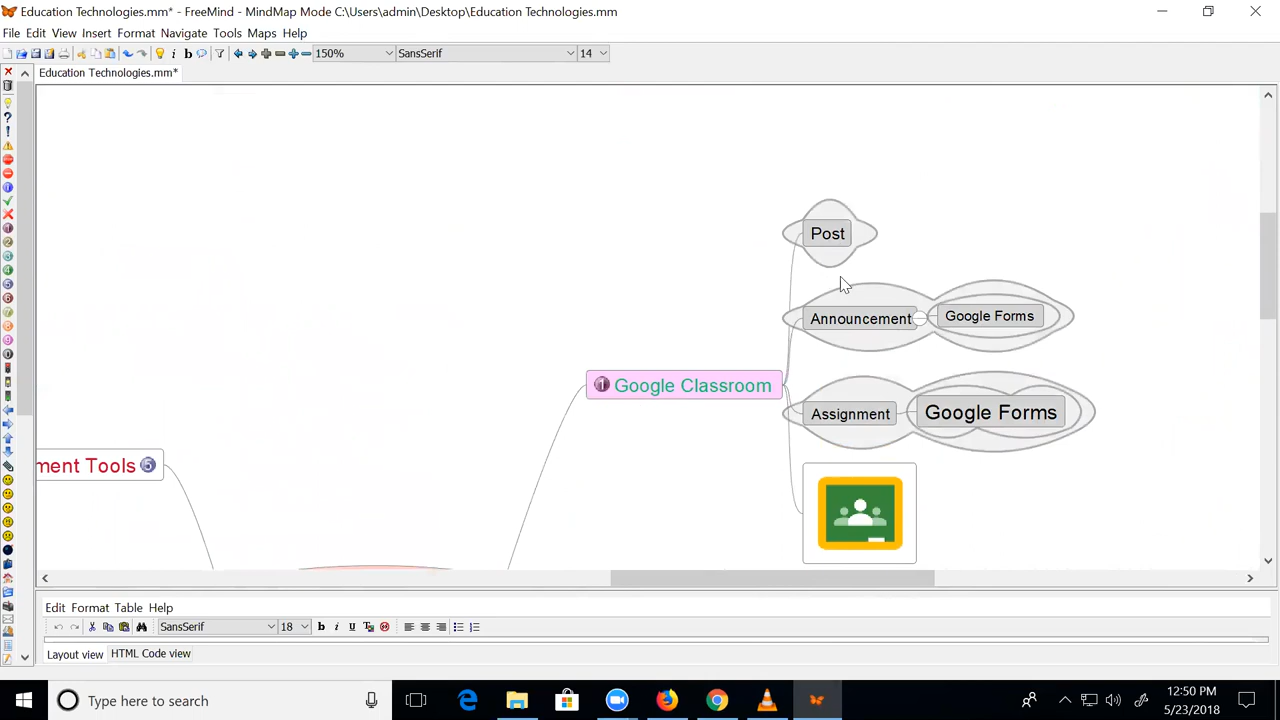 Education Technologies.mm* - FreeMind - MindMap Mode C:\Users\admin\Desktop\Education Technologies.mm
File Edit View Insert Format Navigate Tools Maps Help
150% SansSerif 14
Education Technologies.mm*
Post
Announcement Google Forms
Google Classroom
Assignment Google Forms
ment Tools
Edit Format Table Help
SansSerif 18
Layout view HTML Code view
Type here to search
12:50 PM
5/23/2018